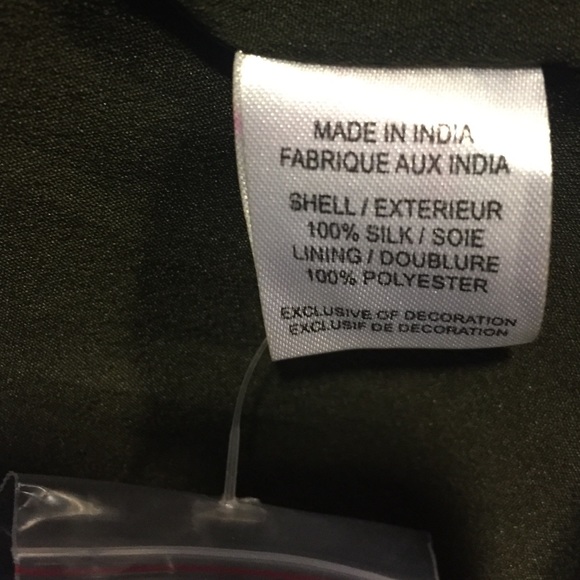 MADE IN INDIA
FABRIQUE AUX INDIA
SHELL / EXTERIEUR
100% SILK / SOIE
LINING / DOUBLURE
100% POLYESTER
EXCLUSIVE OF DECORATION
EXCLUSIF DE DECORATION